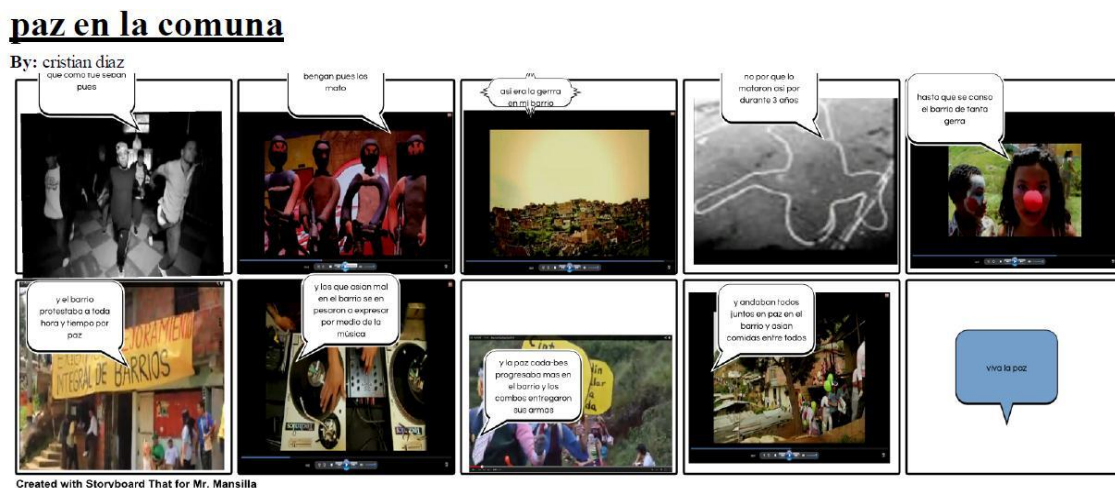 paz en la comuna
By: cristian diaz
que como fue seban
pues
bengan pues los
mato
asi era la gerrra
en mi barrio
no por que lo
mataron asi por
durante 3 años
hasta que se canso
el barrio de tanta
gerra
y el barrio
protestaba a toda
hora y tiempo por
paz
MEJORAMIENTO
INTEGRAL DE BARRIOS
y los que asian mal
en el barrio se en
pesaron a expresar
por medio de la
música
y la paz cada-bes
progresaba mas en
el barrio y los
combos entregaron
sus armas
y andaban todos
juntos en paz en el
barrio y asian
comidas entre todos
viva la paz
Created with Storyboard That for Mr. Mansilla